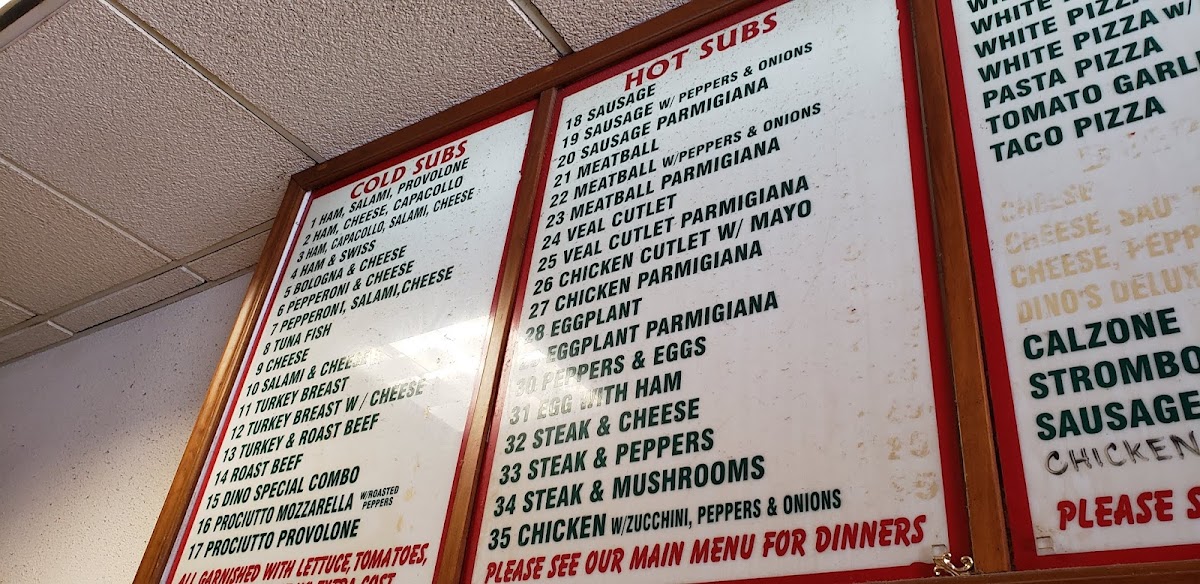 COLD SUBS
1 HAM, SALAMI, PROVOLONE
2 HAM, CHEESE, CAPACOLLO
3 HAM, CAPACOLLO, SALAMI, CHEESE
4 HAM & SWISS
5 BOLOGNA & CHEESE
6 PEPPERONI & CHEESE
7 PEPPERONI, SALAMI, CHEESE
8 TUNA FISH
9 CHEESE
10 SALAMI & CHEESE
11 TURKEY BREAST
12 TURKEY BREAST W / CHEESE
13 TURKEY & ROAST BEEF
14 ROAST BEEF
15 DINO SPECIAL COMBO
16 PROCIUTTO MOZZARELLA W/ROASTED PEPPERS
17 PROCIUTTO PROVOLONE
ALL GARNISHED WITH LETTUCE, TOMATOES,
EXTRA COST
HOT SUBS
18 SAUSAGE
19 SAUSAGE W/ PEPPERS & ONIONS
20 SAUSAGE PARMIGIANA
21 MEATBALL
22 MEATBALL W/PEPPERS & ONIONS
23 MEATBALL PARMIGIANA
24 VEAL CUTLET
25 VEAL CUTLET PARMIGIANA
26 CHICKEN CUTLET W/ MAYO
27 CHICKEN PARMIGIANA
28 EGGPLANT
29 EGGPLANT PARMIGIANA
30 PEPPERS & EGGS
31 EGG WITH HAM
32 STEAK & CHEESE
33 STEAK & PEPPERS
34 STEAK & MUSHROOMS
35 CHICKEN W/ZUCCHINI, PEPPERS & ONIONS
PLEASE SEE OUR MAIN MENU FOR DINNERS
WHITE
WHITE PIZZA
WHITE PIZZA W/
PASTA PIZZA
TOMATO GARLI
TACO PIZZA
CHEESE
CHEESE, SAU
CHEESE, PEPP
DINO'S DELUX
CALZONE
STROMBO
SAUSAGE
CHICKEN
PLEASE S